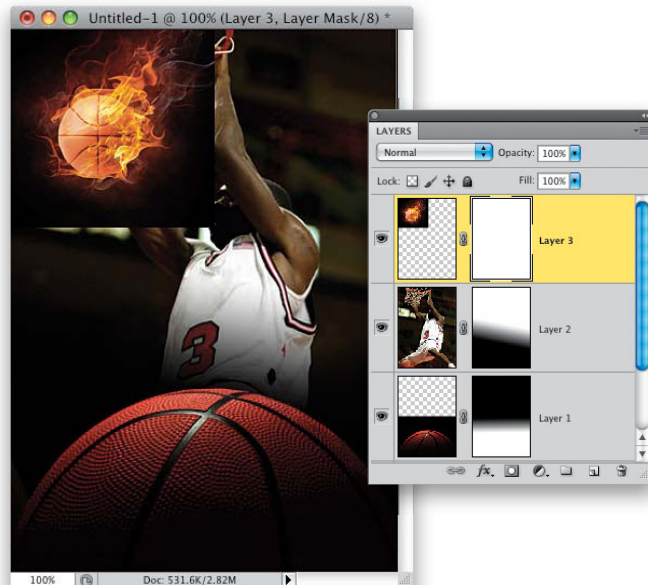 Untitled-1 @ 100% (Layer 3, Layer Mask/8) *
3
100%
Doc: 531.6K/2.82M
LAYERS
Normal
Opacity: 100%
Lock:
Fill: 100%
Layer 3
Layer 2
Layer 1
fx.